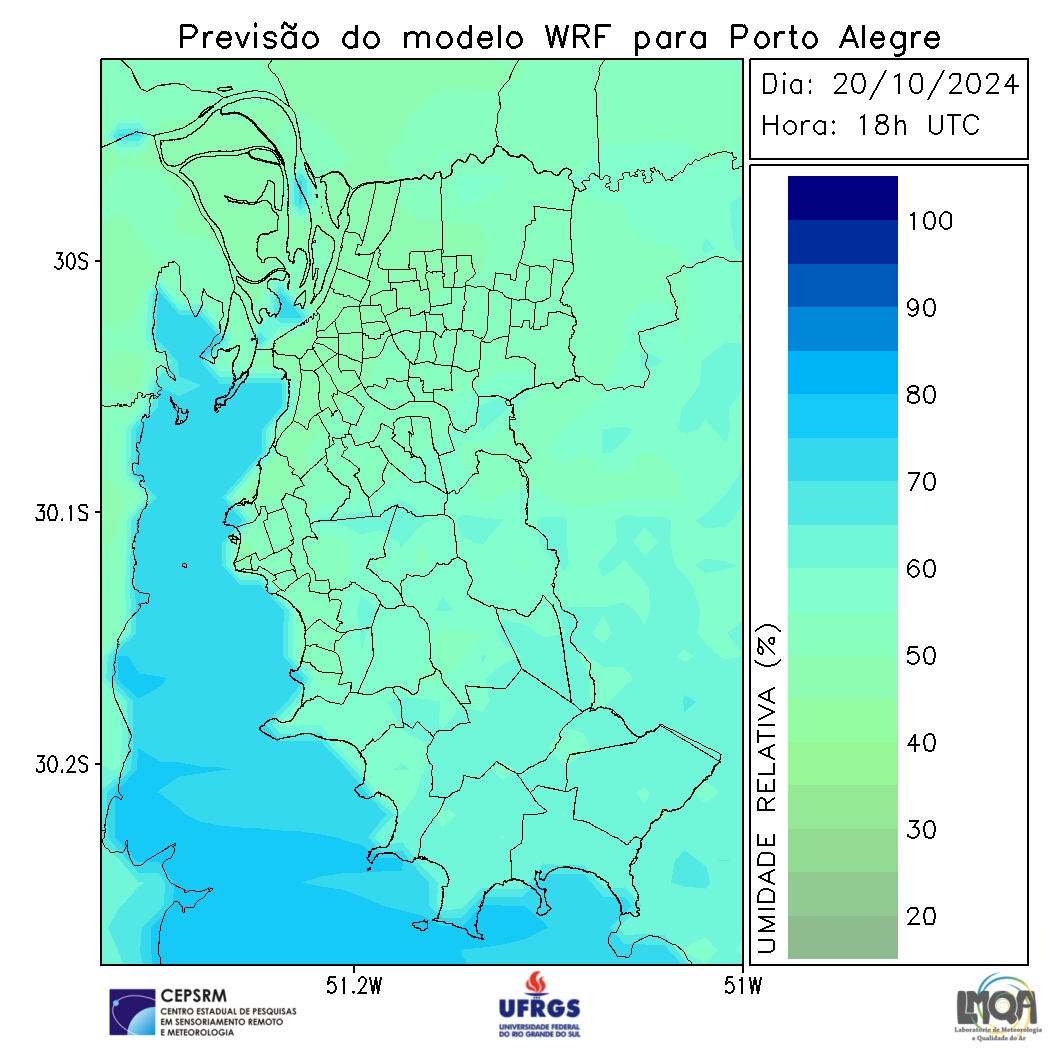 Previsão do modelo WRF para Porto Alegre
Dia: 20/10/2024
Hora: 18h UTC
100
90
80
70
60
50
40
30
20
UMIDADE RELATIVA (%)
30S
30.1S
30.2S
51.2W
51W
CEPSRM
CENTRO ESTADUAL DE PESQUISAS
EM SENSORIAMENTO REMOTO
E METEOROLOGIA
UFRGS
UNIVERSIDADE FEDERAL
DO RIO GRANDE DO SUL
LMQA
Laboratório de Meteorologia
e Qualidade do Ar